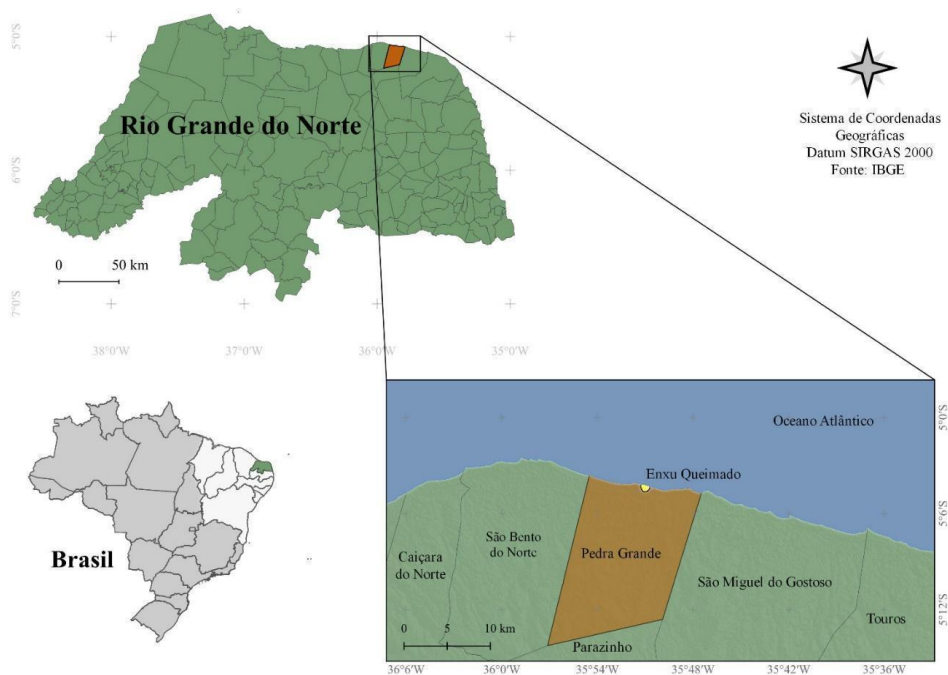 5°0'S
Rio Grande do Norte
6°0'S
0 50 km
7°0'S
38°0'W 37°0'W 36°0'W 35°0'W
Sistema de Coordenadas
Geográficas
Datum SIRGAS 2000
Fonte: IBGE
Brasil
Oceano Atlântico
5°0'S
Enxu Queimado
5°6'S
São Bento
do Norte
Pedra Grande
Caiçara
do Norte
São Miguel do Gostoso
Touros
5°12'S
0 5 10 km
Parazinho
36°6'W 36°0'W 35°54'W 35°48'W 35°42'W 35°36'W